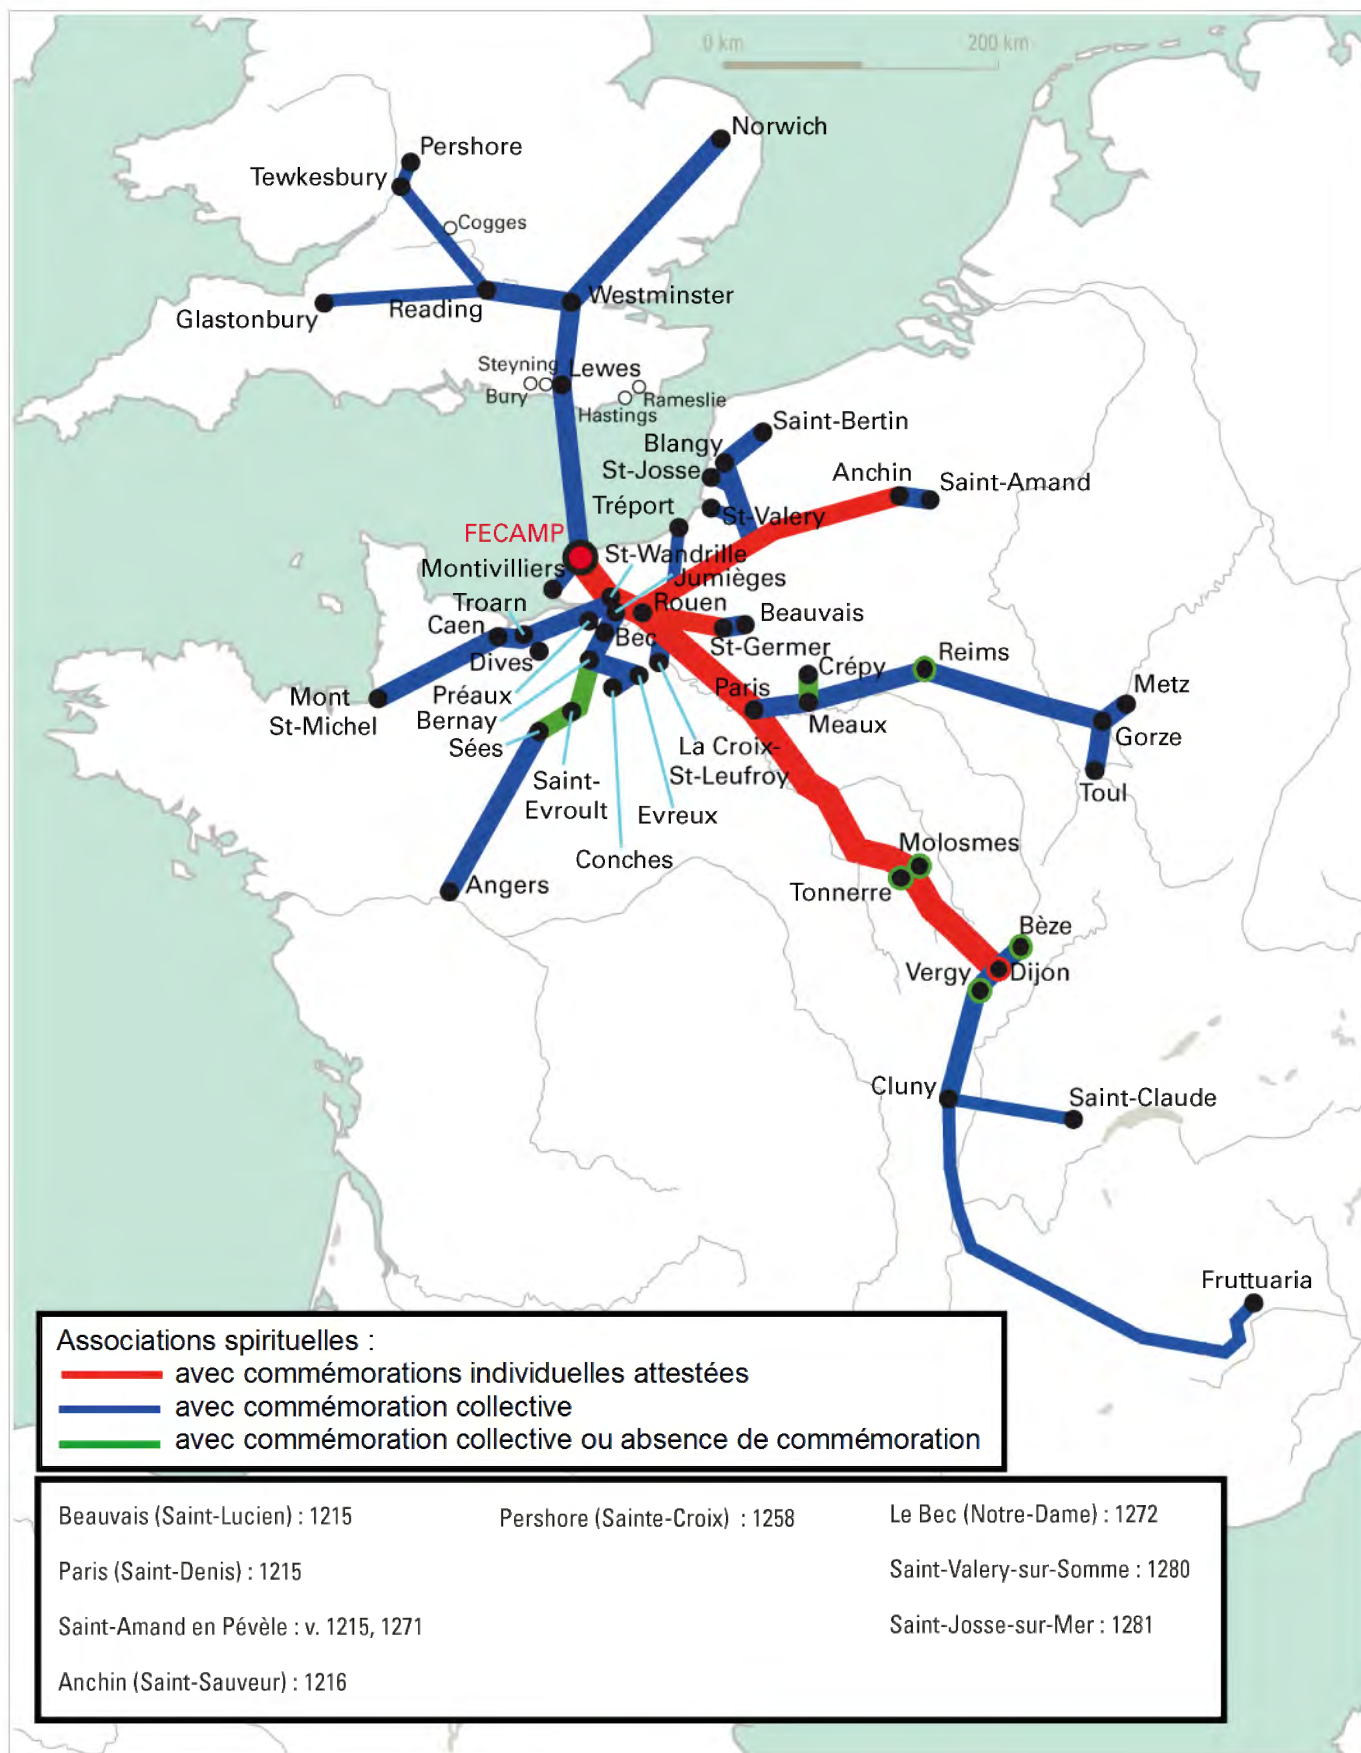 0 km
200 km
Norwich
Pershore
Tewkesbury
Cogges
Westminster
Reading
Glastonbury
Steyning
Lewes
Bury
Rameslie
Hastings
Saint-Bertin
Blangy
St-Josse
Anchin
Saint-Amand
Tréport
St-Valery
FECAMP
St-Wandrille
Montivilliers
Jumièges
Troarn
Rouen
Beauvais
Caen
Bec
St-Germer
Dives
Crépy
Reims
Préaux
Paris
Metz
Mont
St-Michel
Bernay
Meaux
Gorze
Sées
La Croix-
St-Leufroy
Toul
Saint-
Evroult
Evreux
Conches
Molosmes
Tonnerre
Angers
Bèze
Vergy
Dijon
Cluny
Saint-Claude
Fruttuaria
Associations spirituelles :
avec commémorations individuelles attestées
avec commémoration collective
avec commémoration collective ou absence de commémoration
Beauvais (Saint-Lucien) : 1215
Paris (Saint-Denis) : 1215
Saint-Amand en Pévèle : v. 1215, 1271
Anchin (Saint-Sauveur) : 1216
Pershore (Sainte-Croix) : 1258
Le Bec (Notre-Dame) : 1272
Saint-Valery-sur-Somme : 1280
Saint-Josse-sur-Mer : 1281